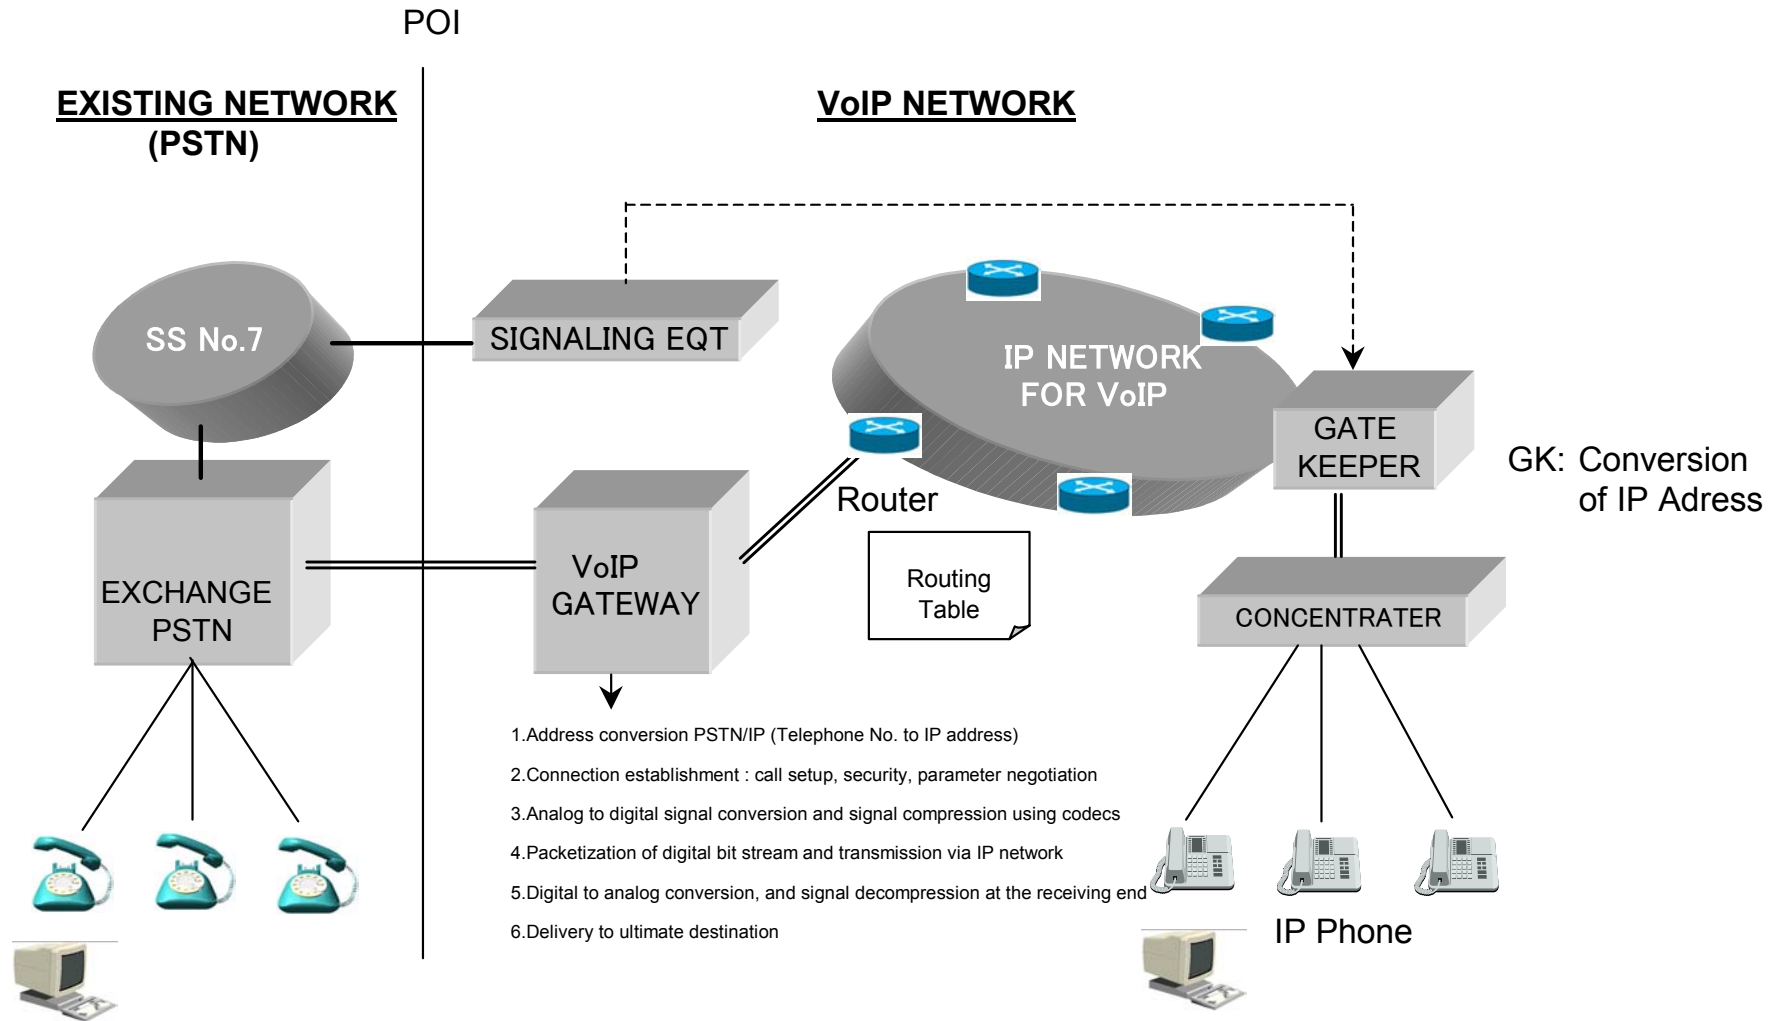 POI
EXISTING NETWORK
(PSTN)
VoIP NETWORK
SS No.7
SIGNALING EQT
IP NETWORK
FOR VoIP
GATE
KEEPER
GK: Conversion
of IP Adress
Router
EXCHANGE
PSTN
VoIP
GATEWAY
Routing
Table
CONCENTRATER
1.Address conversion PSTN/IP (Telephone No. to IP address)
2.Connection establishment : call setup, security, parameter negotiation
3.Analog to digital signal conversion and signal compression using codecs
4.Packetization of digital bit stream and transmission via IP network
5.Digital to analog conversion, and signal decompression at the receiving end
6.Delivery to ultimate destination
IP Phone